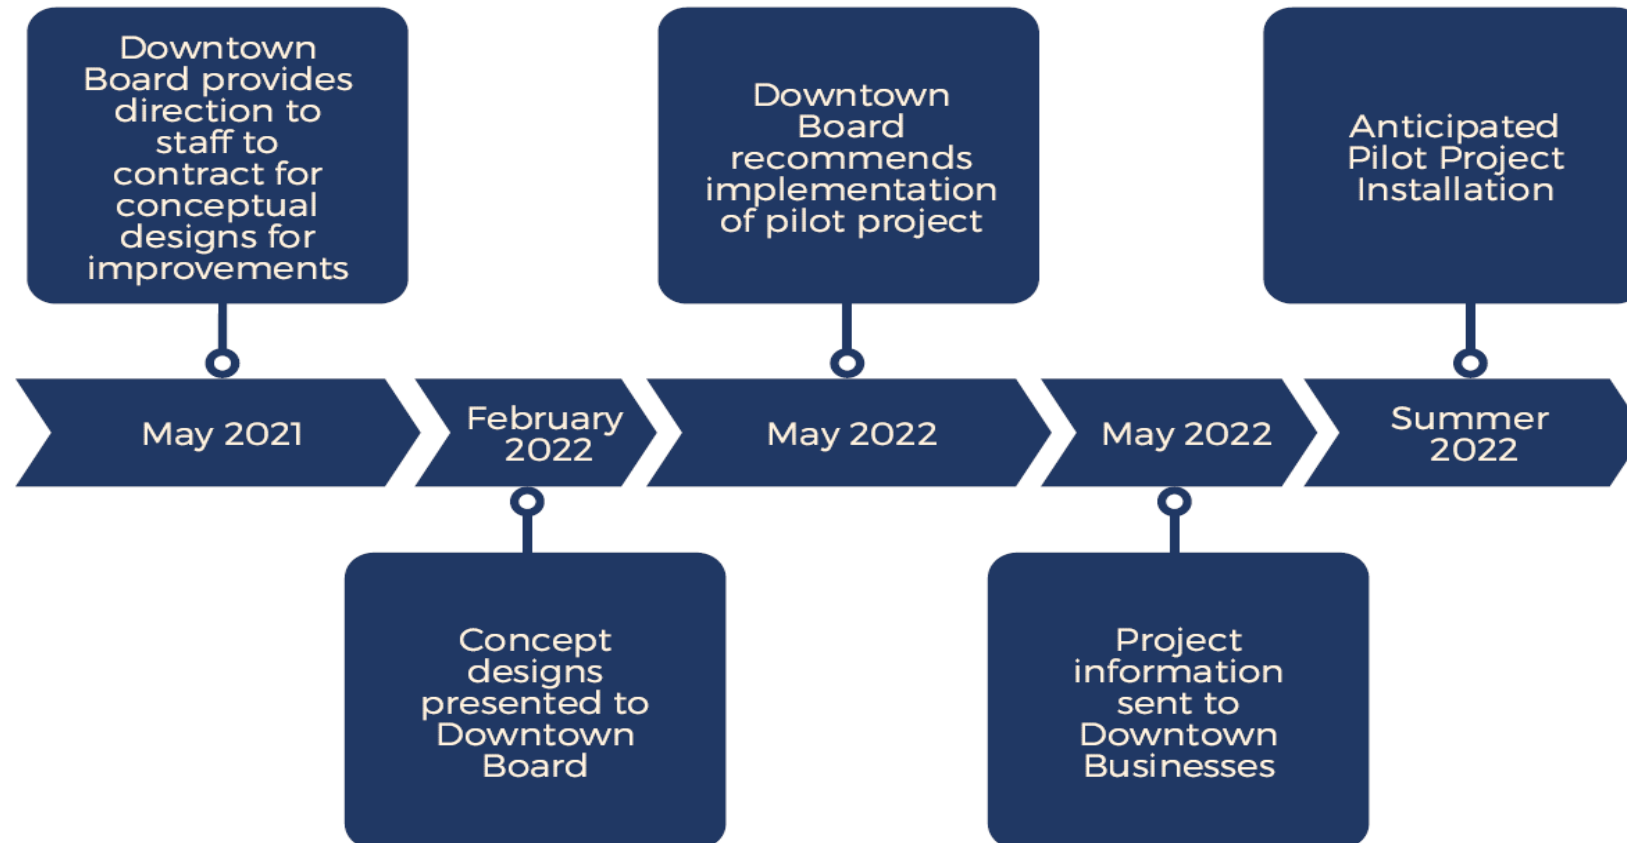 Downtown
Board provides
direction to
staff to
contract for
conceptual
designs for
improvements
Downtown
Board
recommends
implementation
of pilot project
Anticipated
Pilot Project
Installation
May 2021
February
2022
May 2022
May 2022
Summer
2022
Concept
designs
presented to
Downtown
Board
Project
information
sent to
Downtown
Businesses